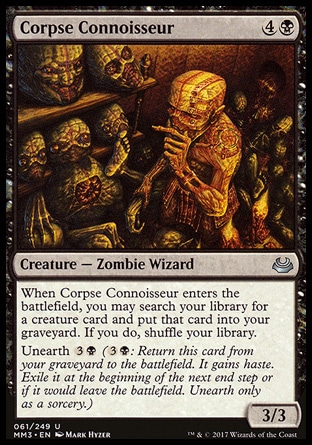 Corpse Connoisseur 4
Creature — Zombie Wizard
When Corpse Connoisseur enters the
battlefield, you may search your library
for a creature card and put that card into your
graveyard. If you do, shuffle your library.
Unearth 3 (3: Return this card from
your graveyard to the battlefield. It gains haste.
Exile it at the beginning of the next end step or
if it would leave the battlefield. Unearth only
as a sorcery.)
3/3
061/249 U
MM3 • EN Mark Hyzer
™ & © 2017 Wizards of the Coast